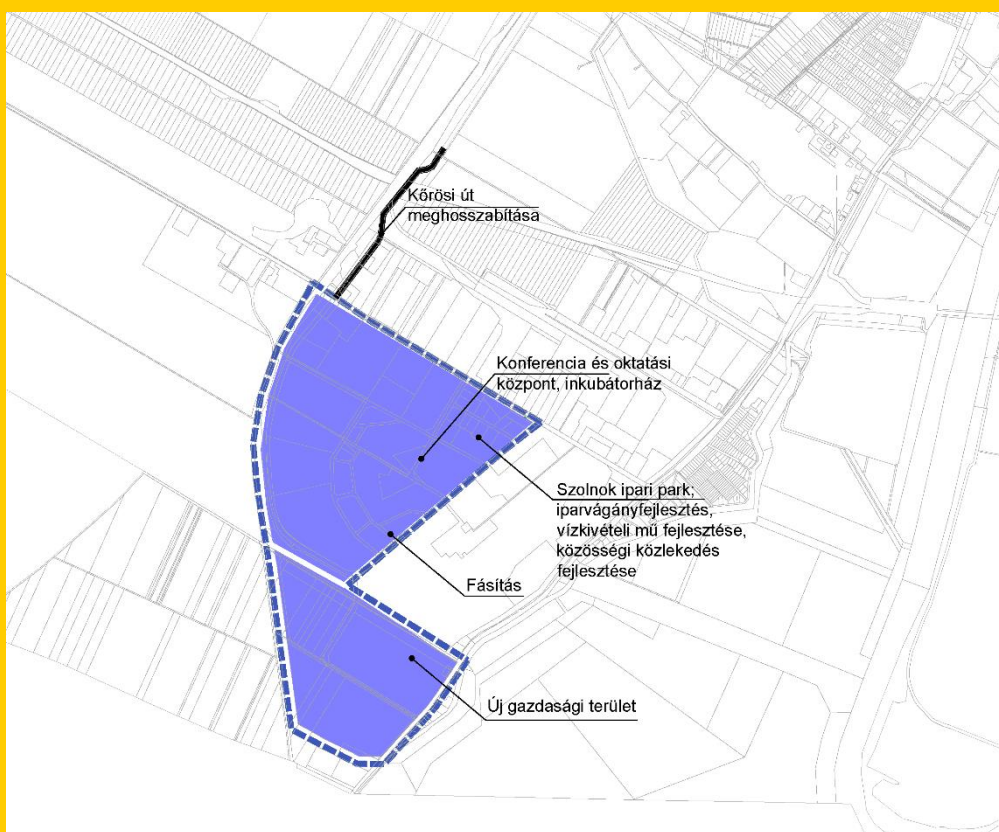 Kőrösi út
meghosszabítása
Konferencia és oktatási
központ, inkubátorház
Szolnok ipari park;
iparvágányfejlesztés,
vízkivételi mű fejlesztése,
közösségi közlekedés
fejlesztése
Fásítás
Új gazdasági terület